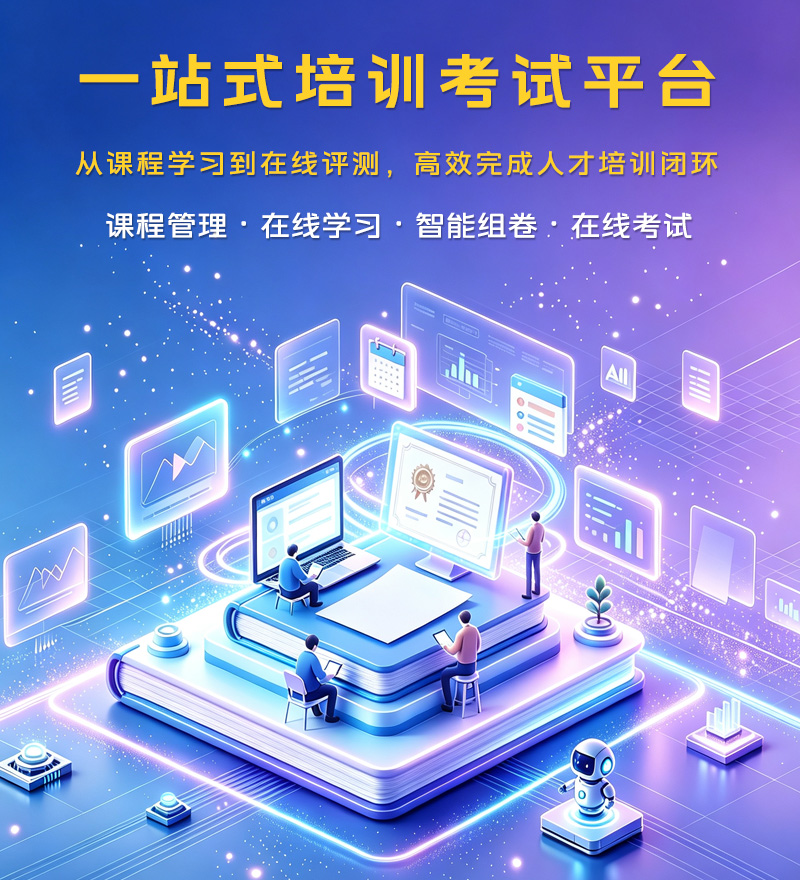 一站式培训考试平台
从课程学习到在线评测，高效完成人才培训闭环
课程管理 · 在线学习 · 智能组卷 · 在线考试